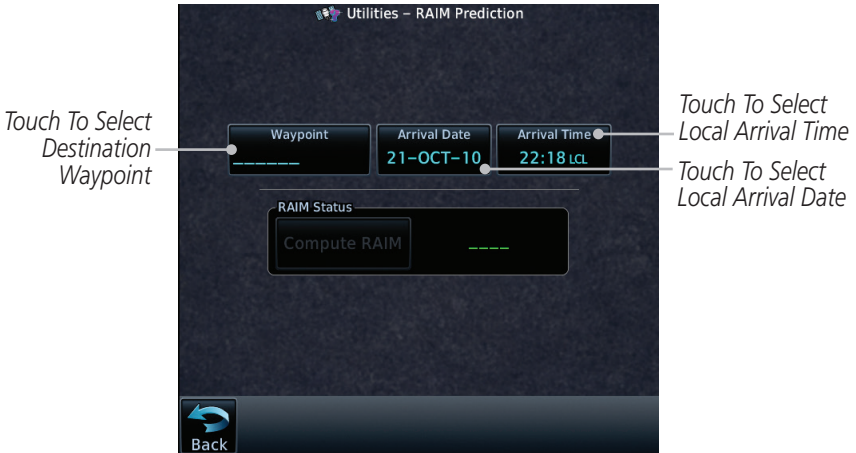 Utilities – RAIM Prediction
Touch To Select
Destination
Waypoint
Waypoint
______
Arrival Date
21–OCT–10
Arrival Time
22:18 LCL
Touch To Select
Local Arrival Time
Touch To Select
Local Arrival Date
RAIM Status
Compute RAIM
____
Back